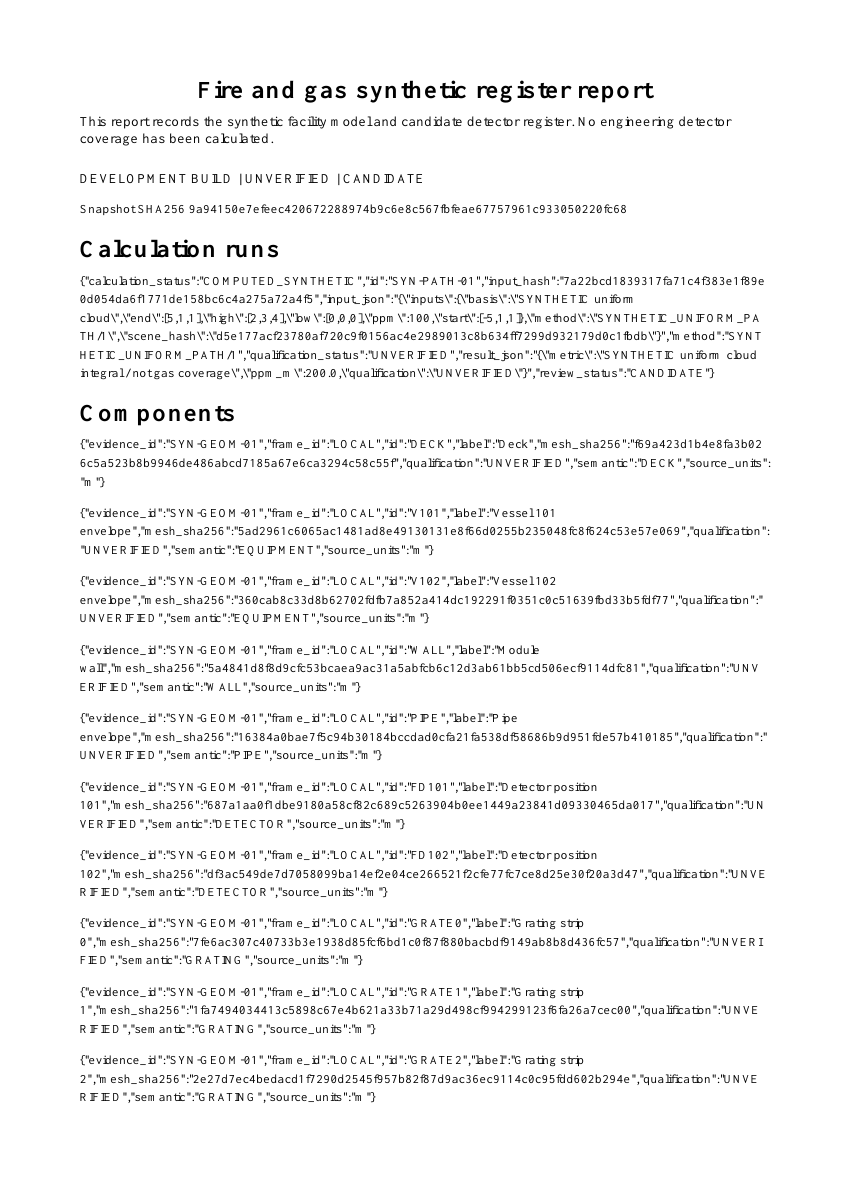 Fire and gas synthetic register report
This report records the synthetic facility model and candidate detector register. No engineering detector
coverage has been calculated.
DEVELOPMENT BUILD | UNVERIFIED | CANDIDATE
Snapshot SHA256 9a94150e7efeec420672288974b9c6e8c567fbfeae67757961c933050220fc68
Calculation runs
{"calculation_status":"COMPUTED_SYNTHETIC","id":"SYN-PATH-01","input_hash":"7a22bcd1839317fa71c4f383e1f89e
0d054da6f1771de158bc6c4a275a72a4f5","input_json":"{\"inputs\":{\"basis\":\"SYNTHETIC uniform
cloud\",\"end\":[5,1,1],\"high\":[2,3,4],\"low\":[0,0,0],\"ppm\":100,\"start\":[-5,1,1]},\"method\":\"SYNTHETIC_UNIFORM_PA
TH/1\",\"scene_hash\":\"d5e177acf23780af720c9f0156ac4e2989013c8b634ff7299d932179d0c1fbdb\"}","method":"SYNT
HETIC_UNIFORM_PATH/1","qualification_status":"UNVERIFIED","result_json":"{\"metric\":\"SYNTHETIC uniform cloud
integral/not gas coverage\",\"ppm_m\":200.0,\"qualification\":\"UNVERIFIED\"}","review_status":"CANDIDATE"}
Components
{"evidence_id":"SYN-GEOM-01","frame_id":"LOCAL","id":"DECK","label":"Deck","mesh_sha256":"f69a423d1b4e8fa3b02
6c5a523b8b9946de486abcd7185a67e6ca3294c58c55f","qualification":"UNVERIFIED","semantic":"DECK","source_units":
"m"}
{"evidence_id":"SYN-GEOM-01","frame_id":"LOCAL","id":"V101","label":"Vessel 101
envelope","mesh_sha256":"5ad2961c6065ac1481ad8e49130131e8f66d0255b235048fc8f624c53e57e069","qualification":
"UNVERIFIED","semantic":"EQUIPMENT","source_units":"m"}
{"evidence_id":"SYN-GEOM-01","frame_id":"LOCAL","id":"V102","label":"Vessel 102
envelope","mesh_sha256":"360cab8c33d8b62702fdfb7a852a414dc192291f0351c0c51639fbd33b5fdf77","qualification":"
UNVERIFIED","semantic":"EQUIPMENT","source_units":"m"}
{"evidence_id":"SYN-GEOM-01","frame_id":"LOCAL","id":"WALL","label":"Module
wall","mesh_sha256":"5a4841d8f8d9cfc53bcaea9ac31a5abfcb6c12d3ab61bb5cd506ecf9114dfc81","qualification":"UNV
ERIFIED","semantic":"WALL","source_units":"m"}
{"evidence_id":"SYN-GEOM-01","frame_id":"LOCAL","id":"PIPE","label":"Pipe
envelope","mesh_sha256":"16384a0bae7f5c94b30184bccdad0cfa21fa538df58686b9d951fde57b410185","qualification":"
UNVERIFIED","semantic":"PIPE","source_units":"m"}
{"evidence_id":"SYN-GEOM-01","frame_id":"LOCAL","id":"FD101","label":"Detector position
101","mesh_sha256":"687a1aa0f1dbe9180a58cf82c689c5263904b0ee1449a23841d09330465da017","qualification":"UN
VERIFIED","semantic":"DETECTOR","source_units":"m"}
{"evidence_id":"SYN-GEOM-01","frame_id":"LOCAL","id":"FD102","label":"Detector position
102","mesh_sha256":"df3ac549de7d7058099ba14ef2e04ce266521f2cfe77fc7ce8d25e30f20a3d47","qualification":"UNVE
RIFIED","semantic":"DETECTOR","source_units":"m"}
{"evidence_id":"SYN-GEOM-01","frame_id":"LOCAL","id":"GRATE0","label":"Grating strip
0","mesh_sha256":"7fe6ac307c40733b3e1938d85fcf6bd1c0f87f880bacbdf9149ab8b8d436fc57","qualification":"UNVERI
FIED","semantic":"GRATING","source_units":"m"}
{"evidence_id":"SYN-GEOM-01","frame_id":"LOCAL","id":"GRATE1","label":"Grating strip
1","mesh_sha256":"1fa7494034413c5898c67e4b621a33b71a29d498cf994299123f6fa26a7cec00","qualification":"UNVE
RIFIED","semantic":"GRATING","source_units":"m"}
{"evidence_id":"SYN-GEOM-01","frame_id":"LOCAL","id":"GRATE2","label":"Grating strip
2","mesh_sha256":"2e27d7ec4bedacd1f7290d2545f957b82f87d9ac36ec9114c0c95fdd602b294e","qualification":"UNVE
RIFIED","semantic":"GRATING","source_units":"m"}